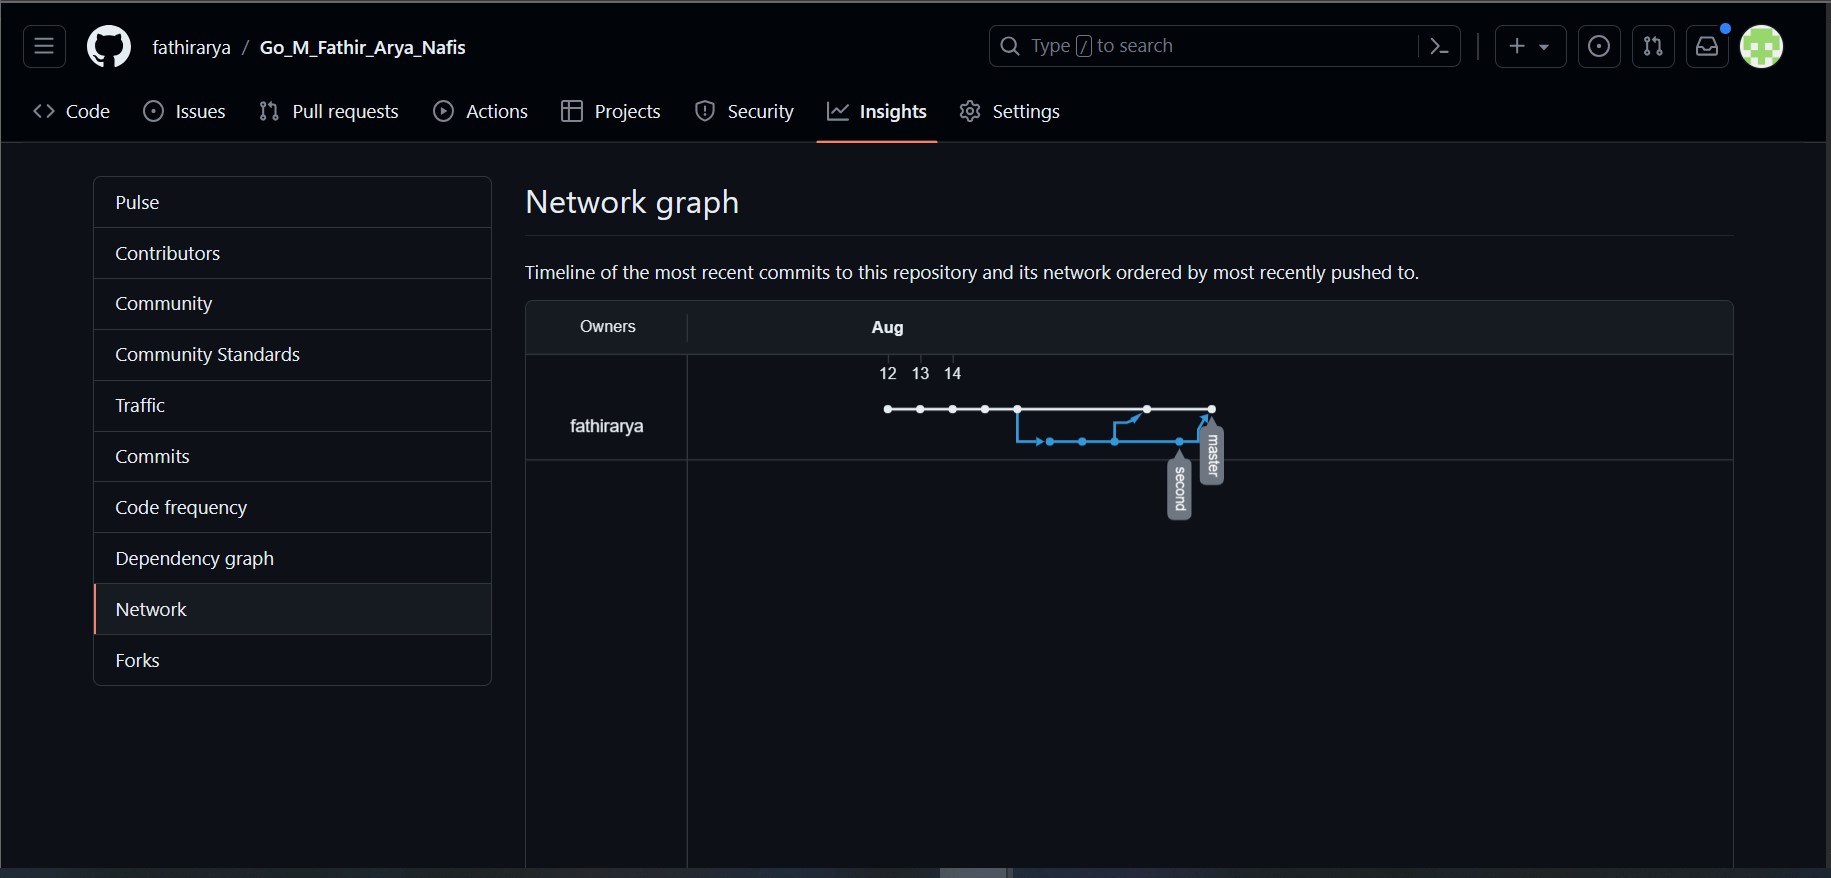 fathirarya / Go_M_Fathir_Arya_Nafis
Type / to search
Code Issues Pull requests Actions Projects Security Insights Settings
Pulse
Contributors
Community
Community Standards
Traffic
Commits
Code frequency
Dependency graph
Network
Forks
Network graph
Timeline of the most recent commits to this repository and its network ordered by most recently pushed to.
Owners Aug
12 13 14
fathirarya
master
second